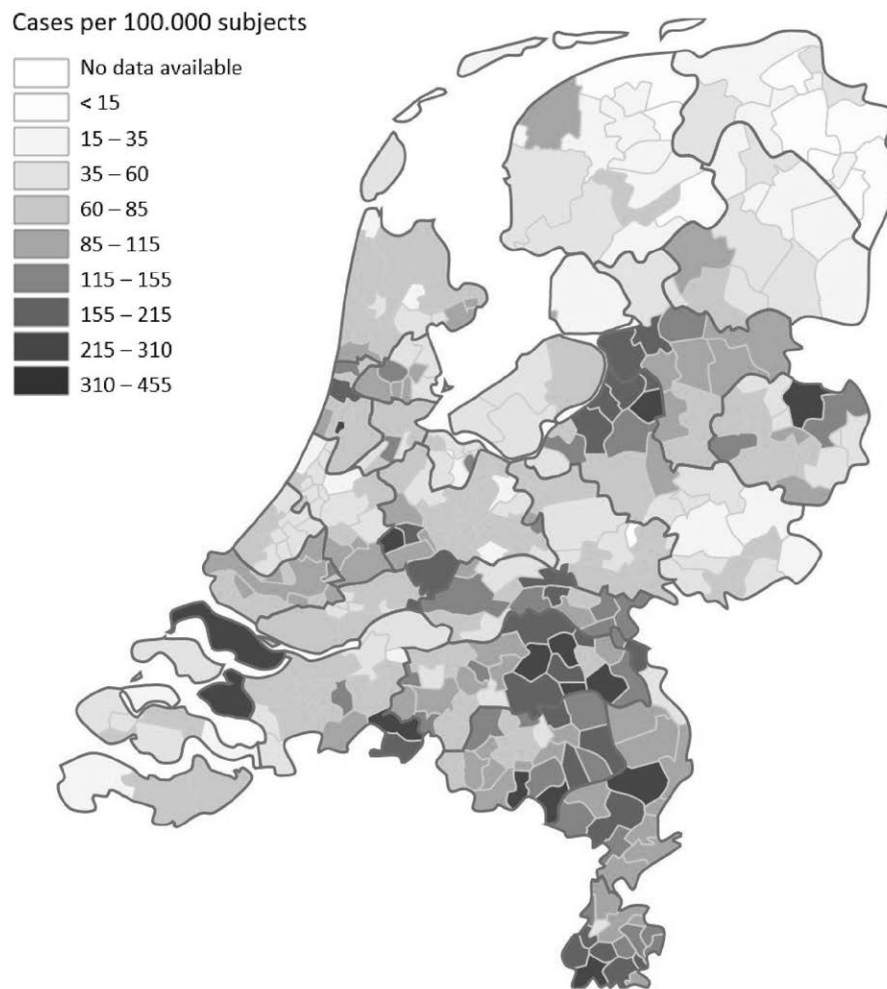 Cases per 100.000 subjects
No data available
< 15
15 – 35
35 – 60
60 – 85
85 – 115
115 – 155
155 – 215
215 – 310
310 – 455